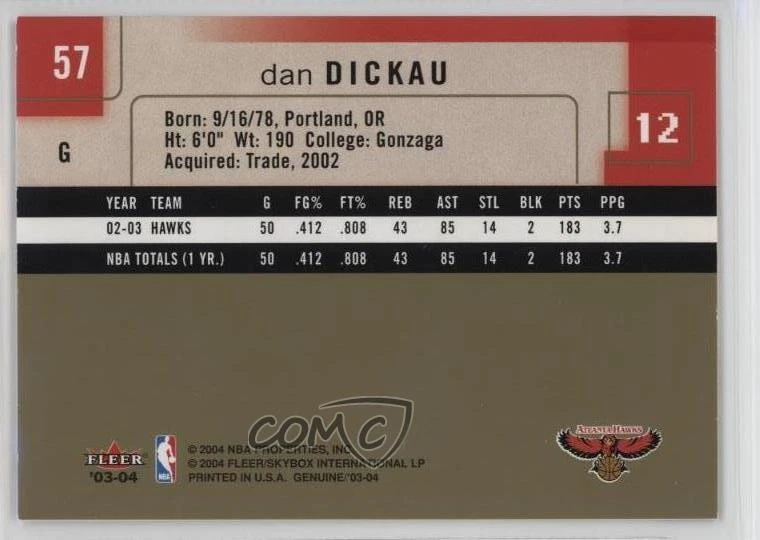 57
dan DICKAU
12
G
Born: 9/16/78, Portland, OR
Ht: 6'0" Wt: 190 College: Gonzaga
Acquired: Trade, 2002
YEAR TEAM G FG% FT% REB AST STL BLK PTS PPG
02-03 HAWKS 50 .412 .808 43 85 14 2 183 3.7
NBA TOTALS (1 YR.) 50 .412 .808 43 85 14 2 183 3.7
COMC
ATLANTA HAWKS
FLEER
'03-04
NBA
© 2004 NBA PROPERTIES, INC.
© 2004 FLEER/SKYBOX INTERNATIONAL LP
PRINTED IN U.S.A. GENUINE/'03-04